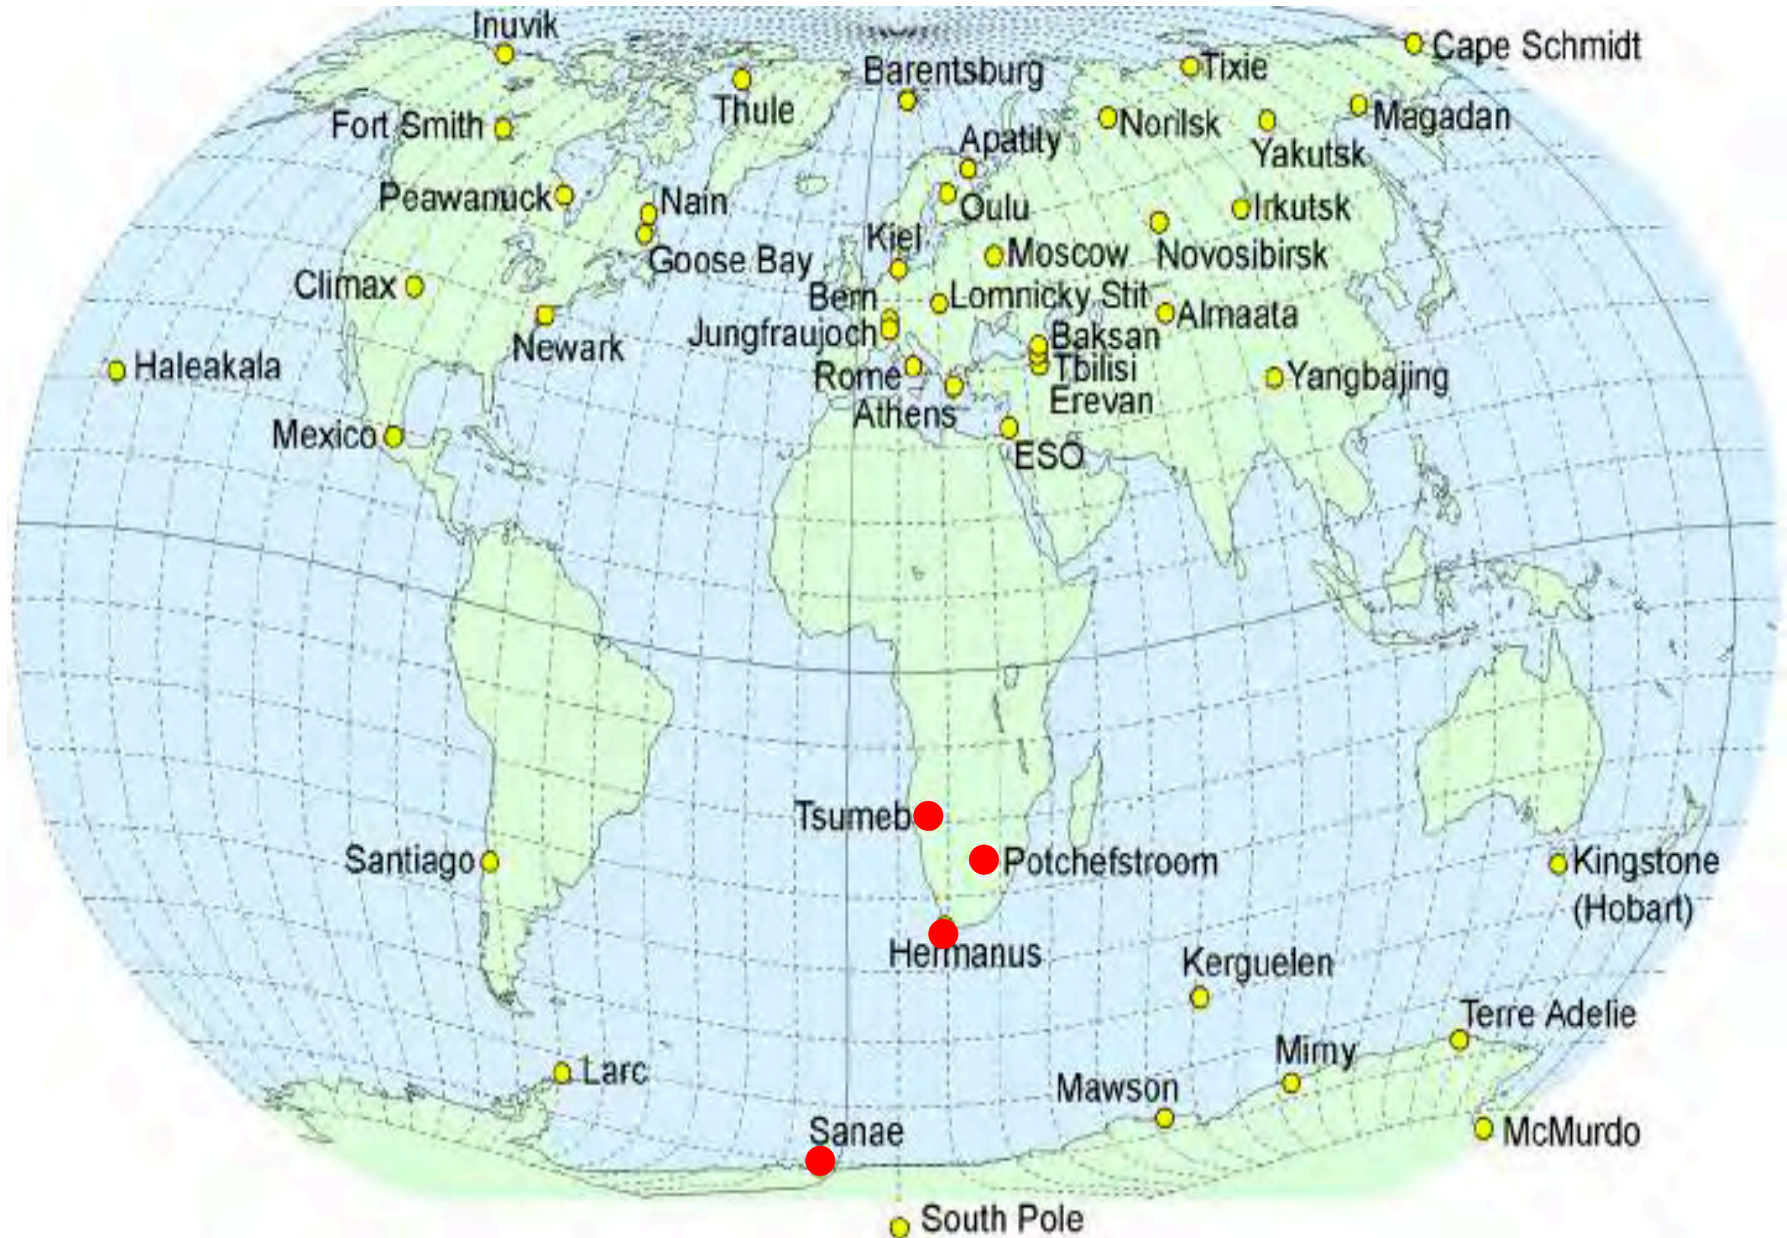 Inuvik
Cape Schmidt
Barentsburg
Tixie
Thule
Fort Smith
Norilsk
Magadan
Apatity
Yakutsk
Peawanuck
Nain
Oulu
Irkutsk
Kiel
Goose Bay
Moscow
Novosibirsk
Climax
Bern
Lomnicky Stit
Jungfraujoch
Almaata
Newark
Baksan
Haleakala
Rome
Tbilisi
Yangbajing
Athens
Erevan
Mexico
ESO
Tsumeb
Santiago
Potchefstroom
Kingstone
(Hobart)
Hermanus
Kerguelen
Terre Adelie
Mirny
Larc
Mawson
Sanae
McMurdo
South Pole